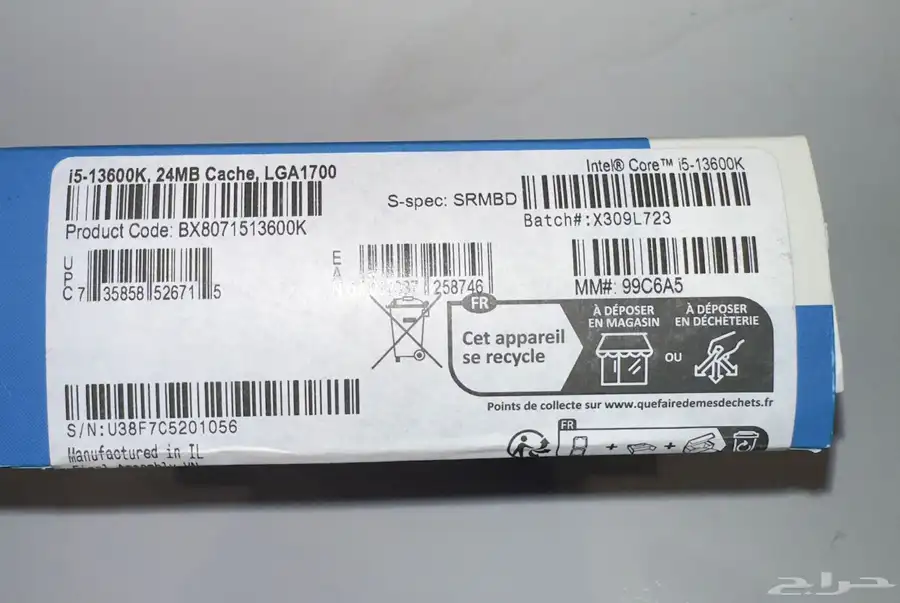 i5-13600K, 24MB Cache, LGA1700
Product Code: BX8071513600K
Intel® Core™ i5-13600K
S-spec: SRMBD
Batch#:X309L723
UPC
7 35858 52671 5
EA
258746
MM#: 99C6A5
FR
Cet appareil
se recycle
À DÉPOSER
EN MAGASIN
OU
À DÉPOSER
EN DÉCHÈTERIE
Points de collecte sur www.quefairedemesdechets.fr
FR
S/N:U38F7C5201056
Manufactured in IL
حراج